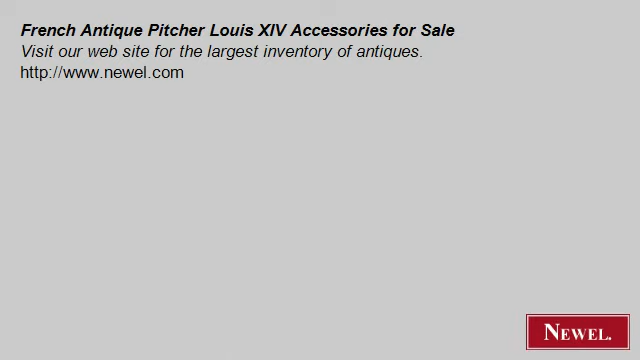 French Antique Pitcher Louis XIV Accessories for Sale
Visit our web site for the largest inventory of antiques.
http://www.newel.com
NEWEL.